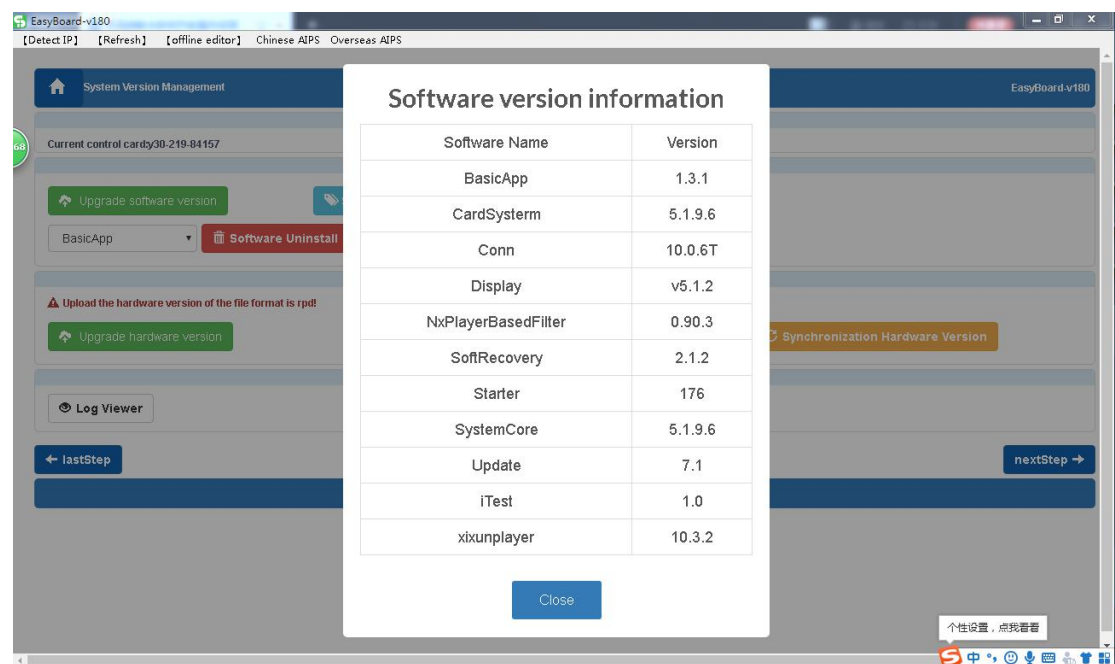 EasyBoard-v180
【Detect IP】 【Refresh】 【offline editor】 Chinese AIPS Overseas AIPS
System Version Management
EasyBoard-v180
Current control card:y30-219-84157
68
Upgrade software version
BasicApp
Software Uninstall
Upload the hardware version of the file format is rpd!
Upgrade hardware version
Synchronization Hardware Version
Log Viewer
lastStep
nextStep
Software version information
Software Name Version
BasicApp 1.3.1
CardSysterm 5.1.9.6
Conn 10.0.6T
Display v5.1.2
NxPlayerBasedFilter 0.90.3
SoftRecovery 2.1.2
Starter 176
SystemCore 5.1.9.6
Update 7.1
iTest 1.0
xixunplayer 10.3.2
Close
个性设置，点我看看
中